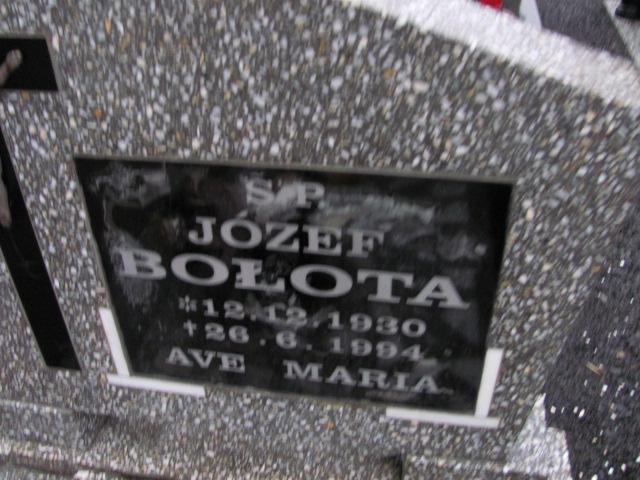 Ś.P.
JÓZEF
BOŁOTA
*12.12.1930
†26.6.1994
AVE MARIA